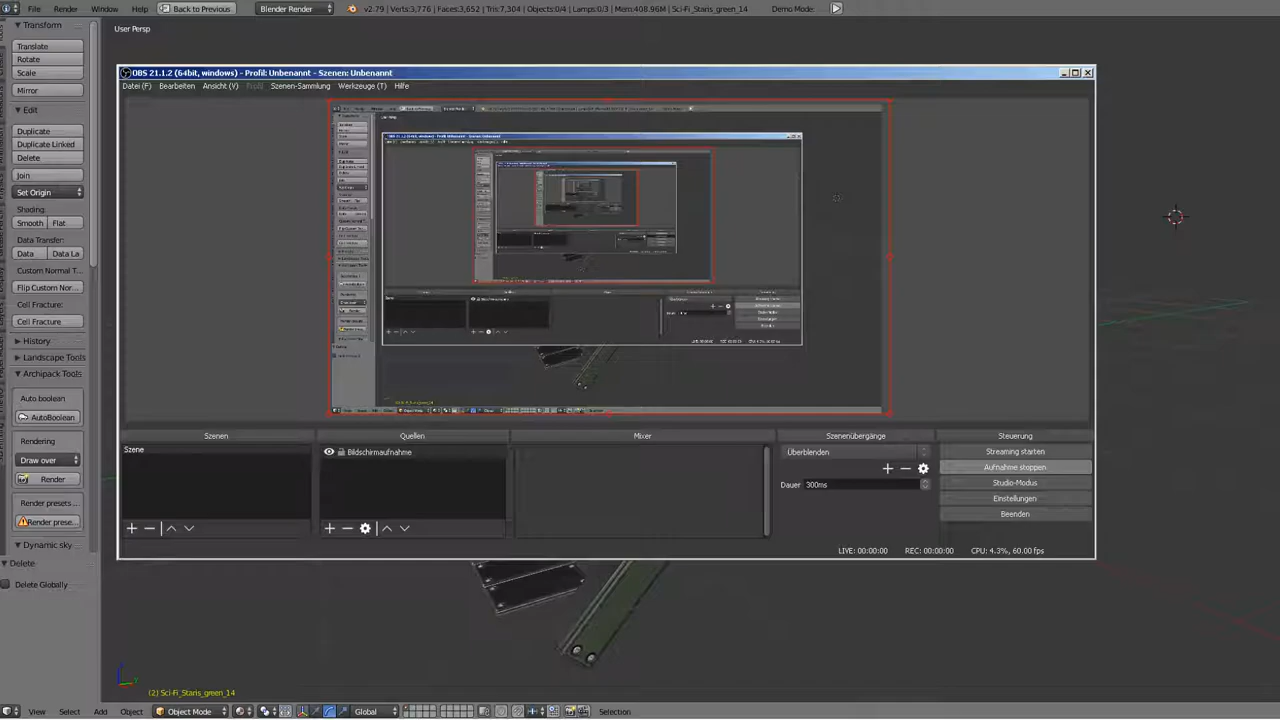 File Render Window Help Back to Previous Blender Render v2.79 | Verts:3,776 | Faces:3,652 | Tris:7,304 | Objects:0/4 | Lamps:0/3 | Mem:408.96M | Sci-Fi_Staris_green_14 Demo Mode:
Transform
User Persp
Translate
Rotate
Scale
Mirror
Edit
Duplicate
Duplicate Linked
Delete
Join
Set Origin
Shading:
Smooth Flat
Data Transfer:
Data Data La
Custom Normal T...
Flip Custom Nor...
Cell Fracture:
Cell Fracture
History
Landscape Tools
Archipack Tools
Auto boolean
AutoBoolean
Rendering
Draw over
Render
Render presets...
Render prese...
Dynamic sky
Delete
Delete Globally
OBS 21.1.2 (64bit, windows) - Profil: Unbenannt - Szenen: Unbenannt
Datei (F) Bearbeiten Ansicht (V) Profil Szenen-Sammlung Werkzeuge (T) Hilfe
Szenen Quellen Mixer Szenenübergänge Steuerung
Szene
Bildschirmaufnahme
Überblenden
Dauer 300ms
Streaming starten
Aufnahme stoppen
Studio-Modus
Einstellungen
Beenden
LIVE: 00:00:00 REC: 00:00:00 CPU: 4.3%, 60.00 fps
(2) Sci-Fi_Staris_green_14
View Select Add Object Object Mode Global Selection